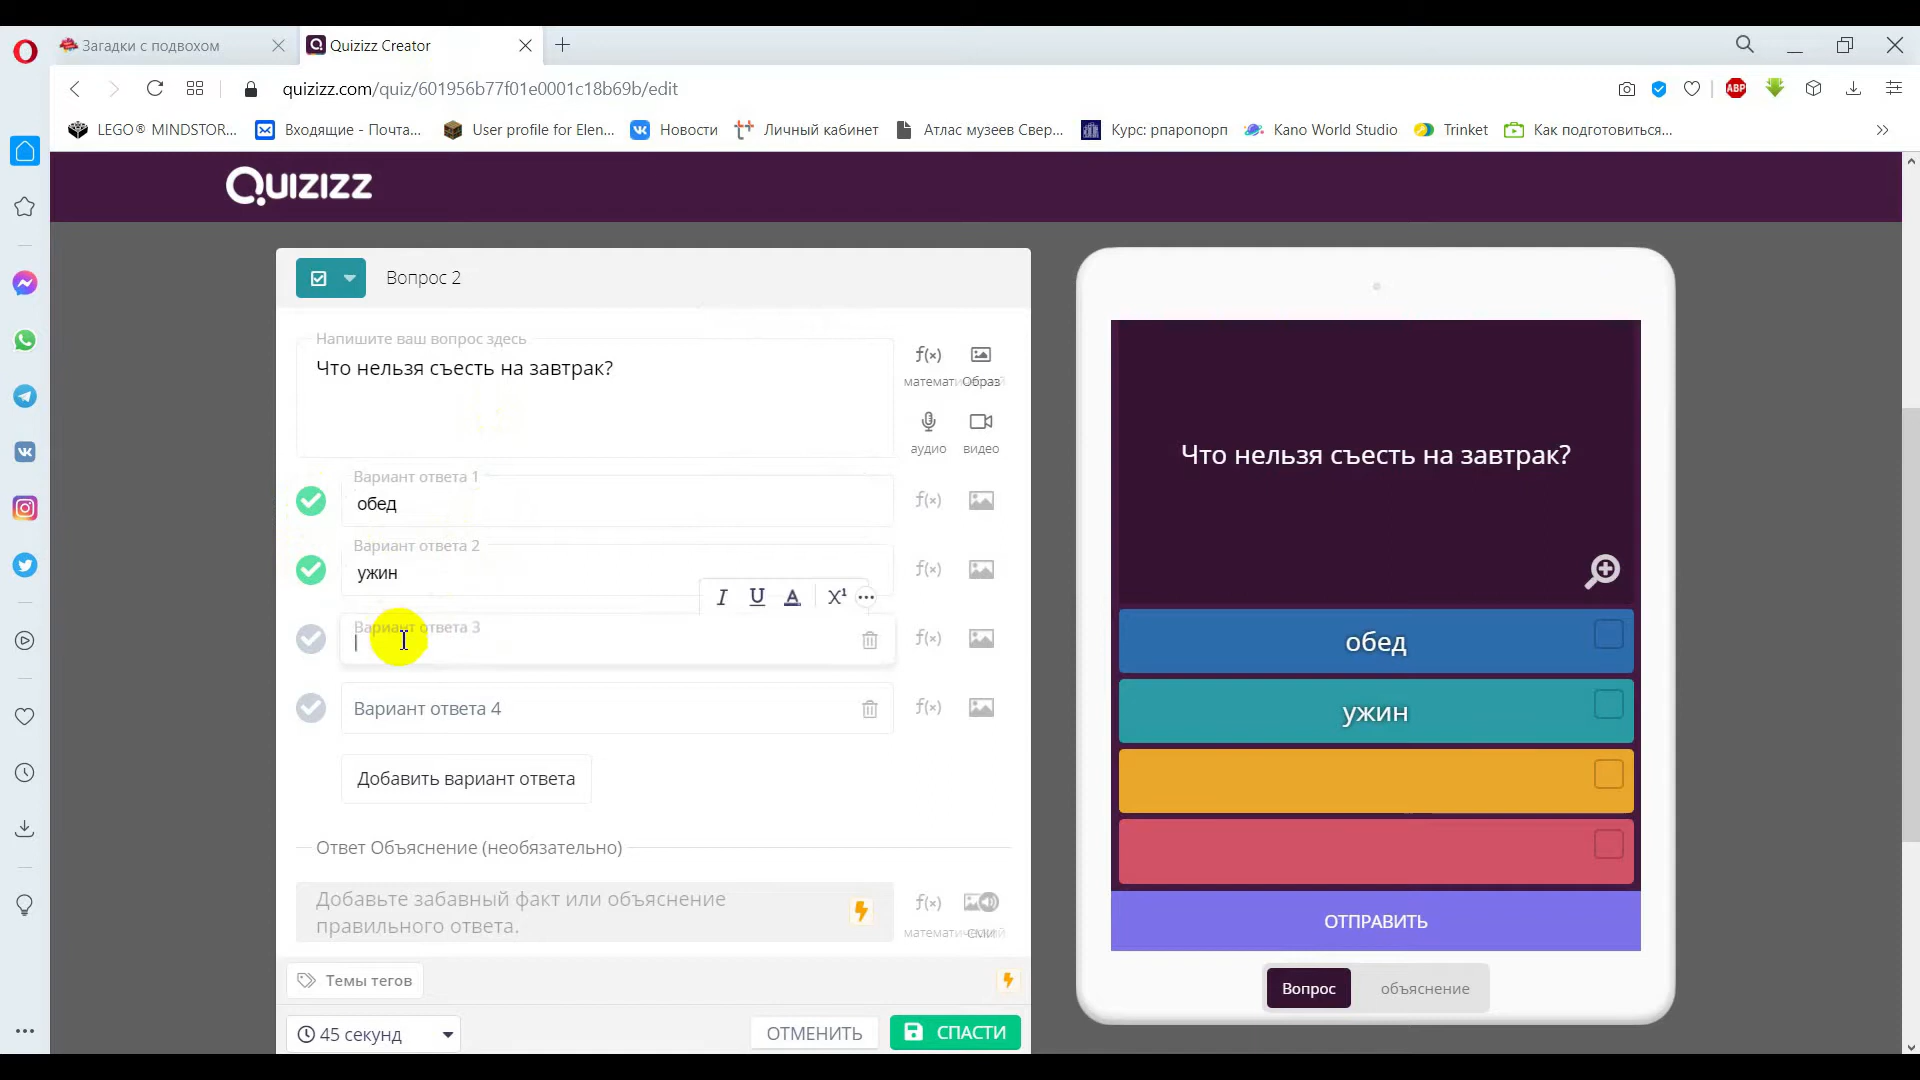 Загадки с подвохом
Quizizz Creator
quizizz.com/quiz/601956b77f01e0001c18b69b/edit
LEGO® MINDSTOR...
Входящие - Почта...
User profile for Elen...
Новости
Личный кабинет
Атлас музеев Свер...
Курс: рпаропорп
Kano World Studio
Trinket
Как подготовиться...
ABP
Quizizz
Вопрос 2
Напишите ваш вопрос здесь
Что нельзя съесть на завтрак?
f(x)
Образ
аудио
видео
Вариант ответа 1
обед
f(x)
Вариант ответа 2
ужин
f(x)
I U A X¹
Вариант ответа 3
f(x)
Вариант ответа 4
f(x)
Добавить вариант ответа
Ответ Объяснение (необязательно)
Добавьте забавный факт или объяснение
правильного ответа.
f(x)
Темы тегов
45 секунд
ОТМЕНИТЬ
СПАСТИ
Что нельзя съесть на завтрак?
обед
ужин
ОТПРАВИТЬ
Вопрос
объяснение